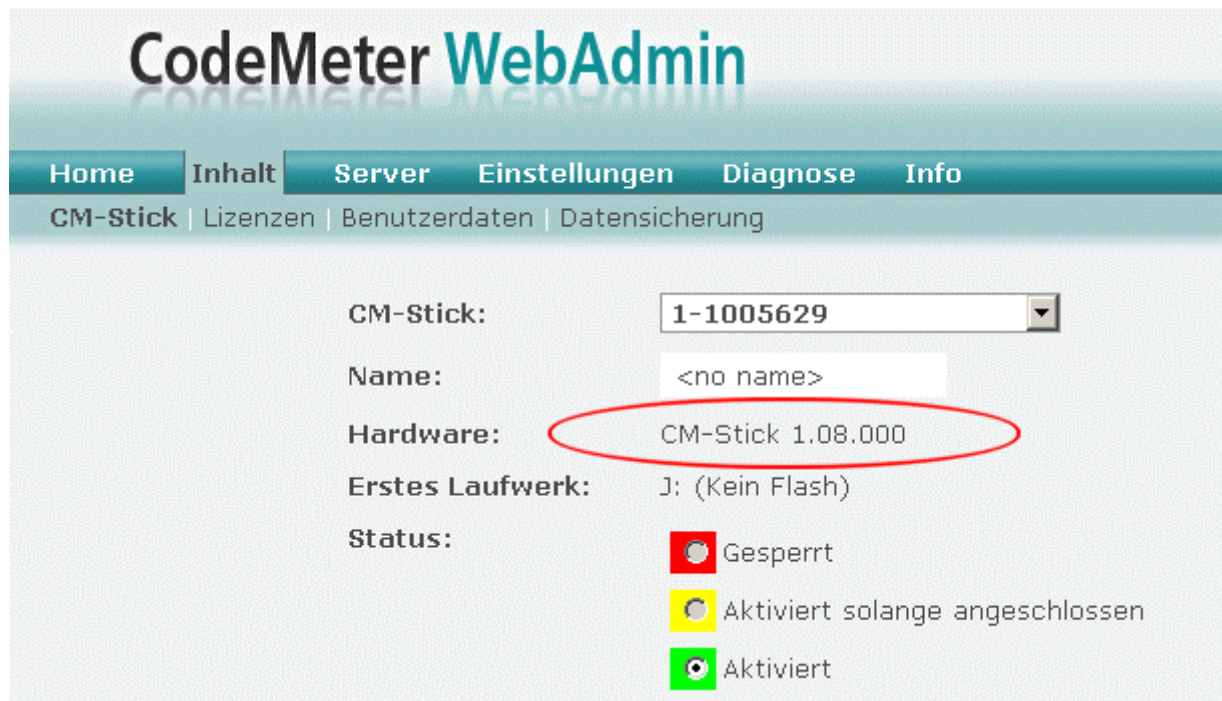 CodeMeter WebAdmin
Home Inhalt Server Einstellungen Diagnose Info
CM-Stick | Lizenzen | Benutzerdaten | Datensicherung
CM-Stick: 1-1005629
Name: <no name>
Hardware: CM-Stick 1.08.000
Erstes Laufwerk: J: (Kein Flash)
Status: Gesperrt
Aktiviert solange angeschlossen
Aktiviert